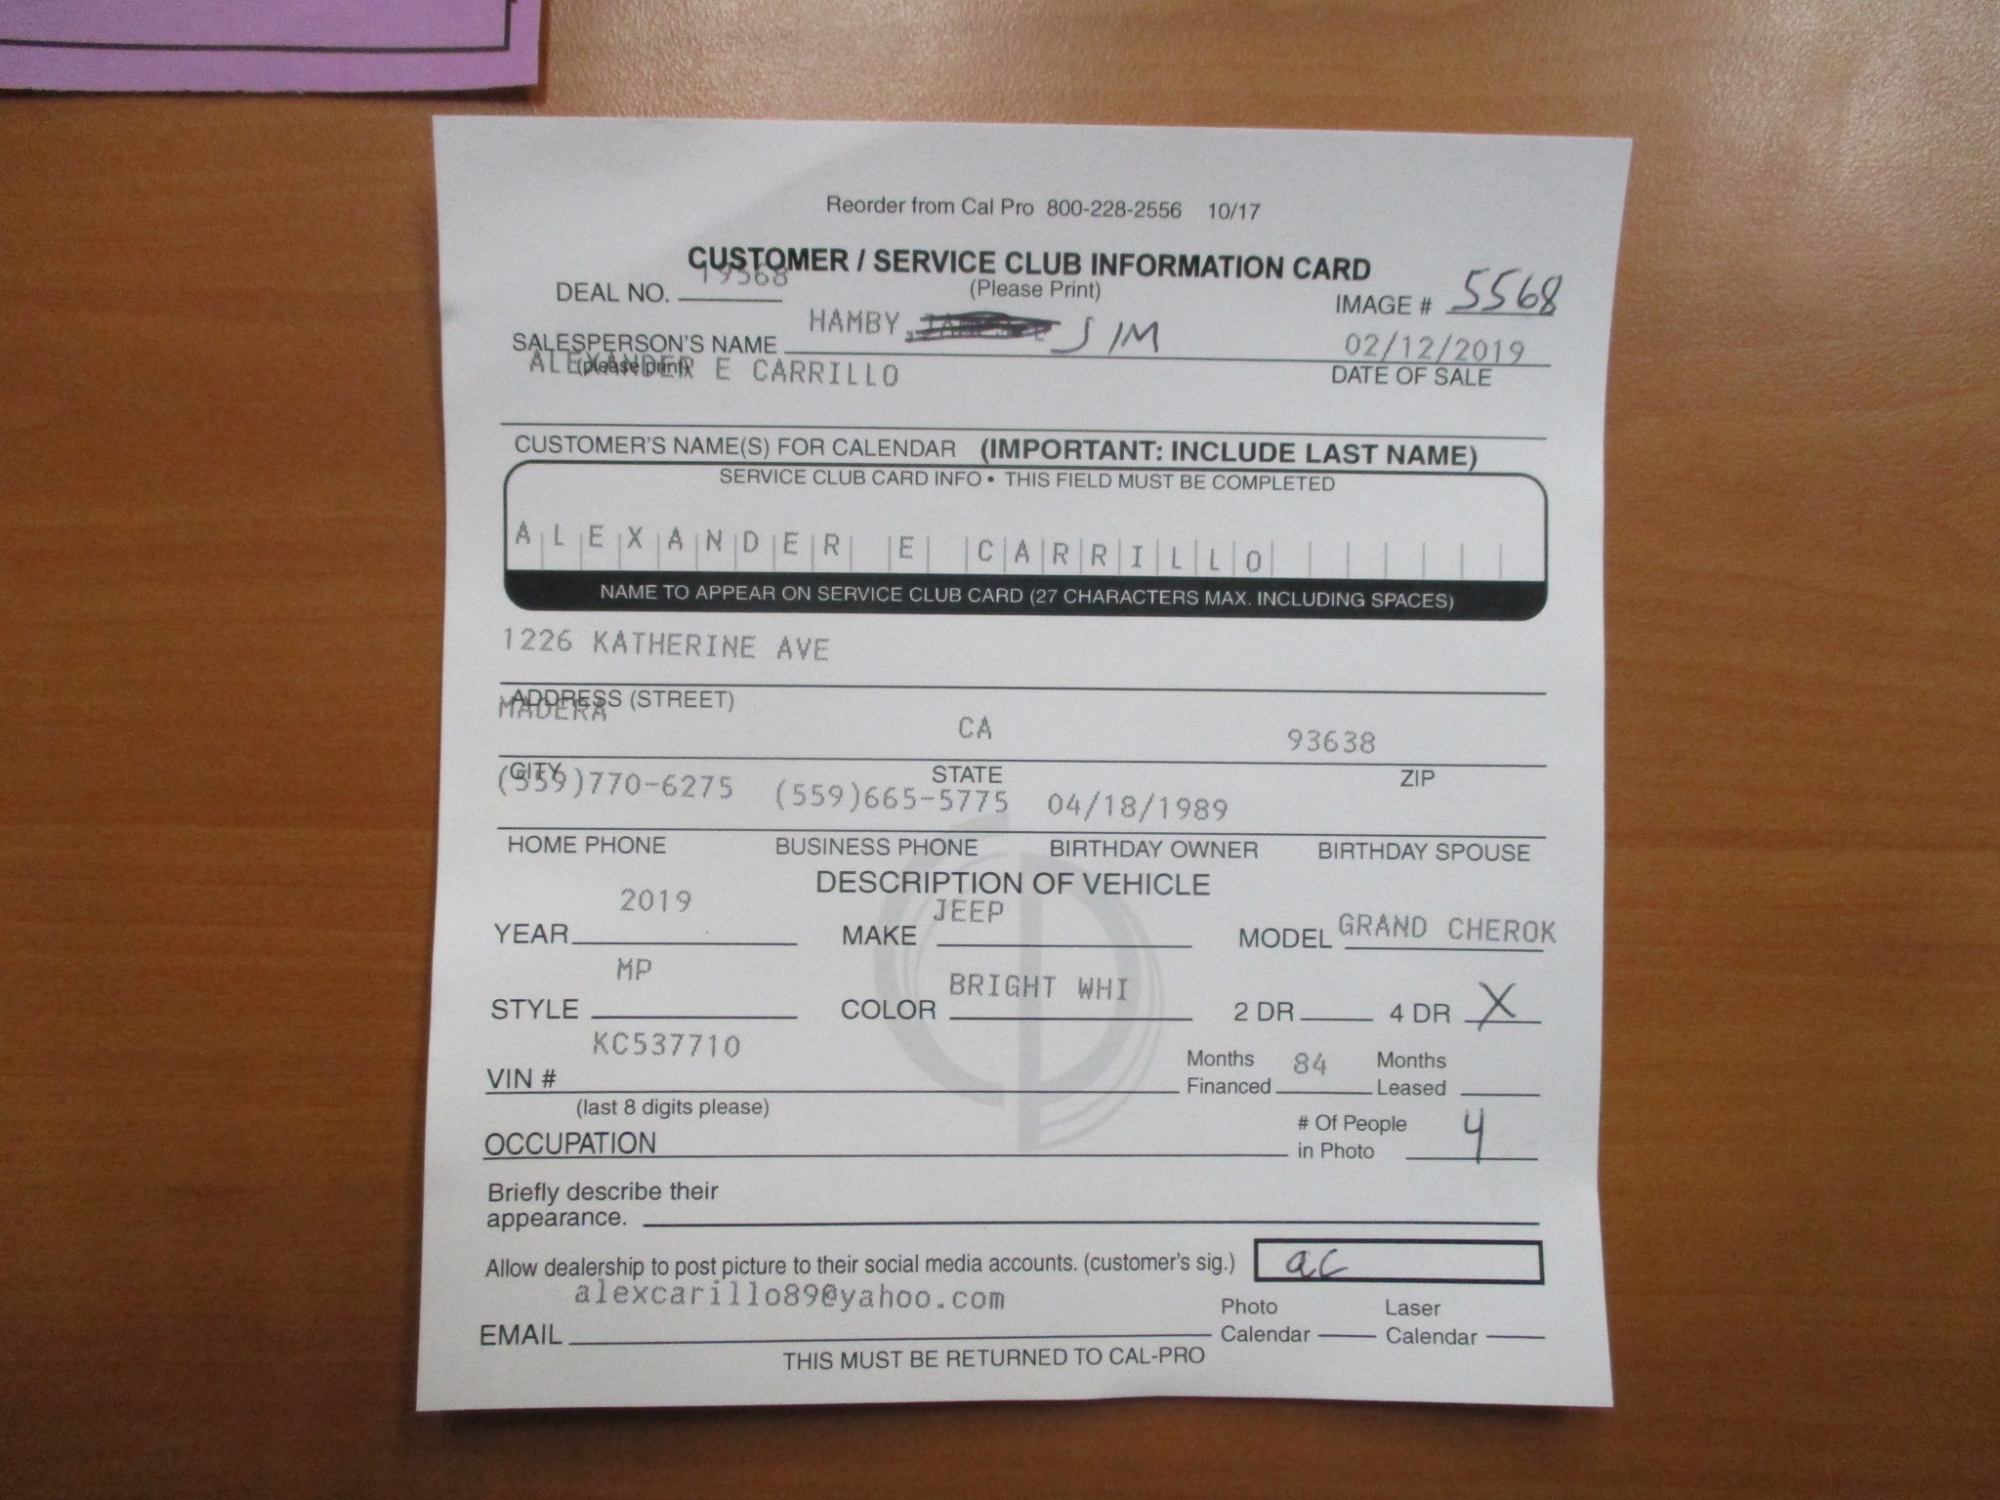 Reorder from Cal Pro 800-228-2556 10/17
CUSTOMER / SERVICE CLUB INFORMATION CARD
DEAL NO. 19568 (Please Print) IMAGE # 5568
SALESPERSON'S NAME HAMBY, JIM 02/12/2019
(please print) DATE OF SALE
ALEXANDER E CARRILLO
CUSTOMER'S NAME(S) FOR CALENDAR (IMPORTANT: INCLUDE LAST NAME)
SERVICE CLUB CARD INFO • THIS FIELD MUST BE COMPLETED
ALEXANDER E CARRILLO
NAME TO APPEAR ON SERVICE CLUB CARD (27 CHARACTERS MAX. INCLUDING SPACES)
1226 KATHERINE AVE
ADDRESS (STREET)
MADERA CA 93638
CITY STATE ZIP
(559)770-6275 (559)665-5775 04/18/1989
HOME PHONE BUSINESS PHONE BIRTHDAY OWNER BIRTHDAY SPOUSE
DESCRIPTION OF VEHICLE
YEAR 2019 MAKE JEEP MODEL GRAND CHEROK
STYLE MP COLOR BRIGHT WHI 2 DR 4 DR X
VIN # KC537710 Months Financed 84 Months Leased
(last 8 digits please)
OCCUPATION # Of People in Photo 4
Briefly describe their
appearance.
Allow dealership to post picture to their social media accounts. (customer's sig.) ac
EMAIL alexcarillo89@yahoo.com Photo Calendar Laser Calendar
THIS MUST BE RETURNED TO CAL-PRO